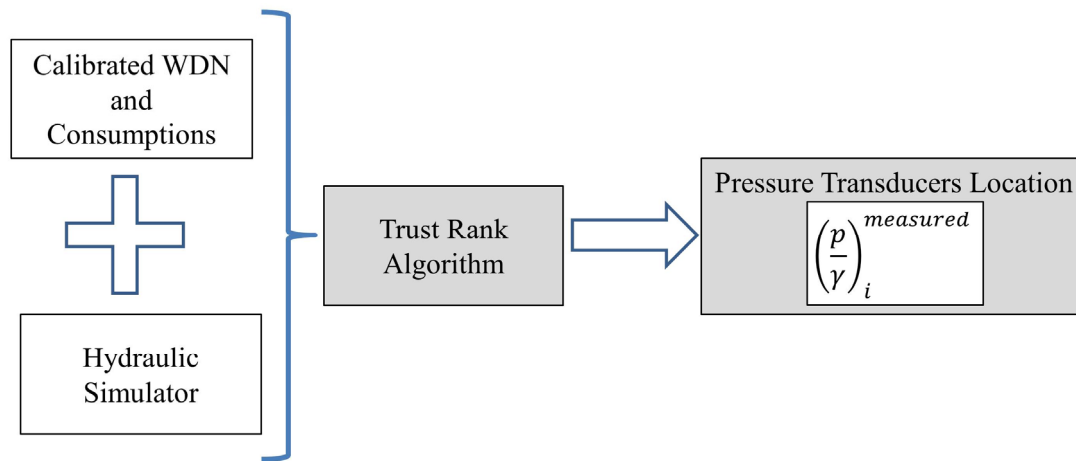 Calibrated WDN
and
Consumptions
Hydraulic
Simulator
Trust Rank
Algorithm
Pressure Transducers Location
(p/γ)_i^measured